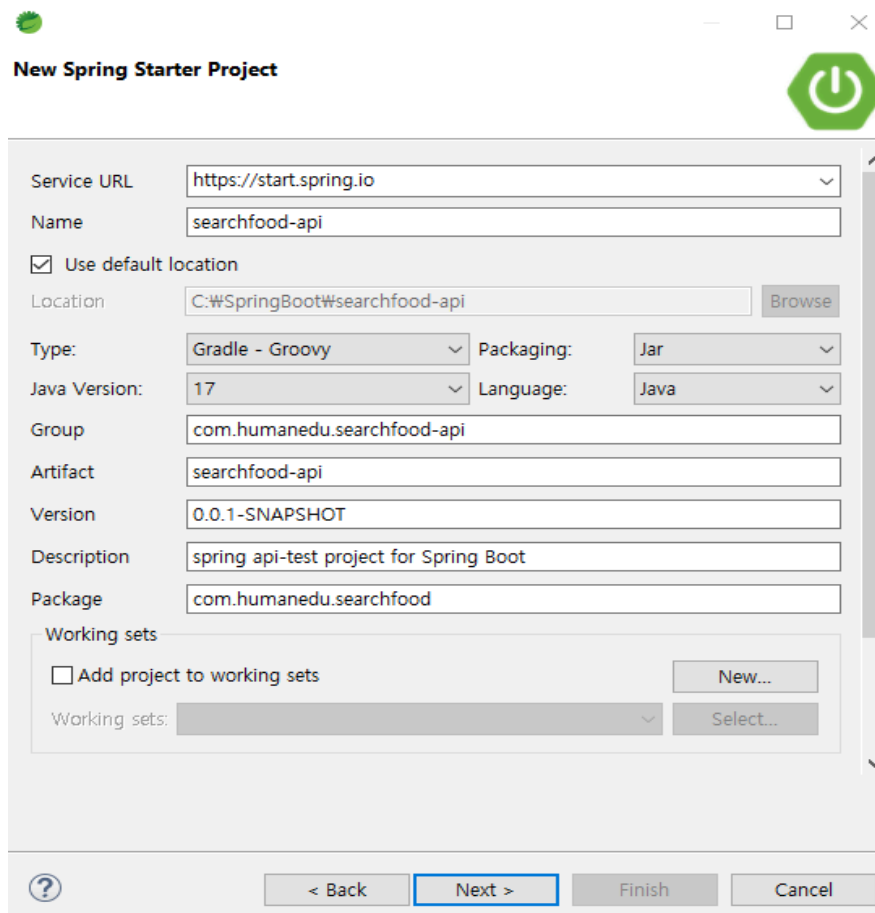 New Spring Starter Project
Service URL https://start.spring.io
Name searchfood-api
Use default location
Location C:₩SpringBoot₩searchfood-api Browse
Type: Gradle - Groovy Packaging: Jar
Java Version: 17 Language: Java
Group com.humanedu.searchfood-api
Artifact searchfood-api
Version 0.0.1-SNAPSHOT
Description spring api-test project for Spring Boot
Package com.humanedu.searchfood
Working sets
Add project to working sets New...
Working sets: Select...
? < Back Next > Finish Cancel